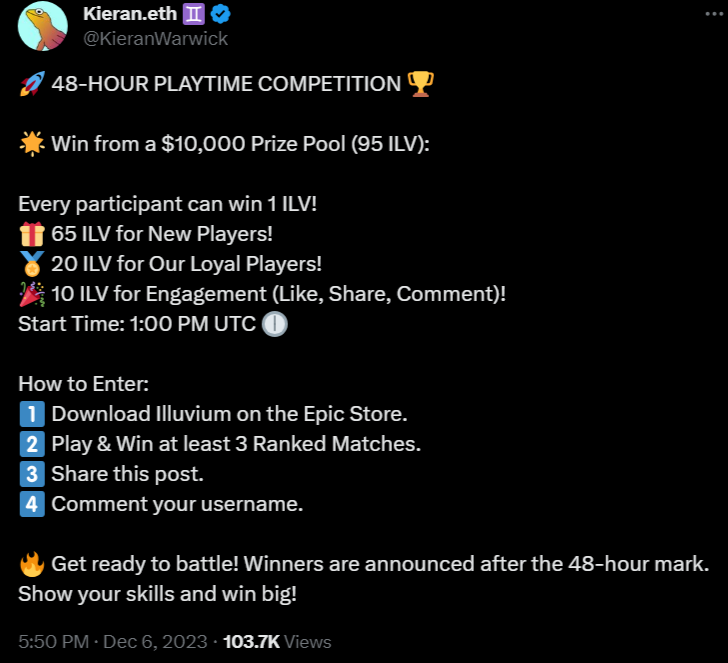 Kieran.eth ♊
@KieranWarwick
🚀 48-HOUR PLAYTIME COMPETITION 🏆
🌟 Win from a $10,000 Prize Pool (95 ILV):
Every participant can win 1 ILV!
🎁 65 ILV for New Players!
🏅 20 ILV for Our Loyal Players!
🎉 10 ILV for Engagement (Like, Share, Comment)!
Start Time: 1:00 PM UTC 🕕
How to Enter:
1️⃣ Download Illuvium on the Epic Store.
2️⃣ Play & Win at least 3 Ranked Matches.
3️⃣ Share this post.
4️⃣ Comment your username.
🔥 Get ready to battle! Winners are announced after the 48-hour mark.
Show your skills and win big!
5:50 PM · Dec 6, 2023 · 103.7K Views